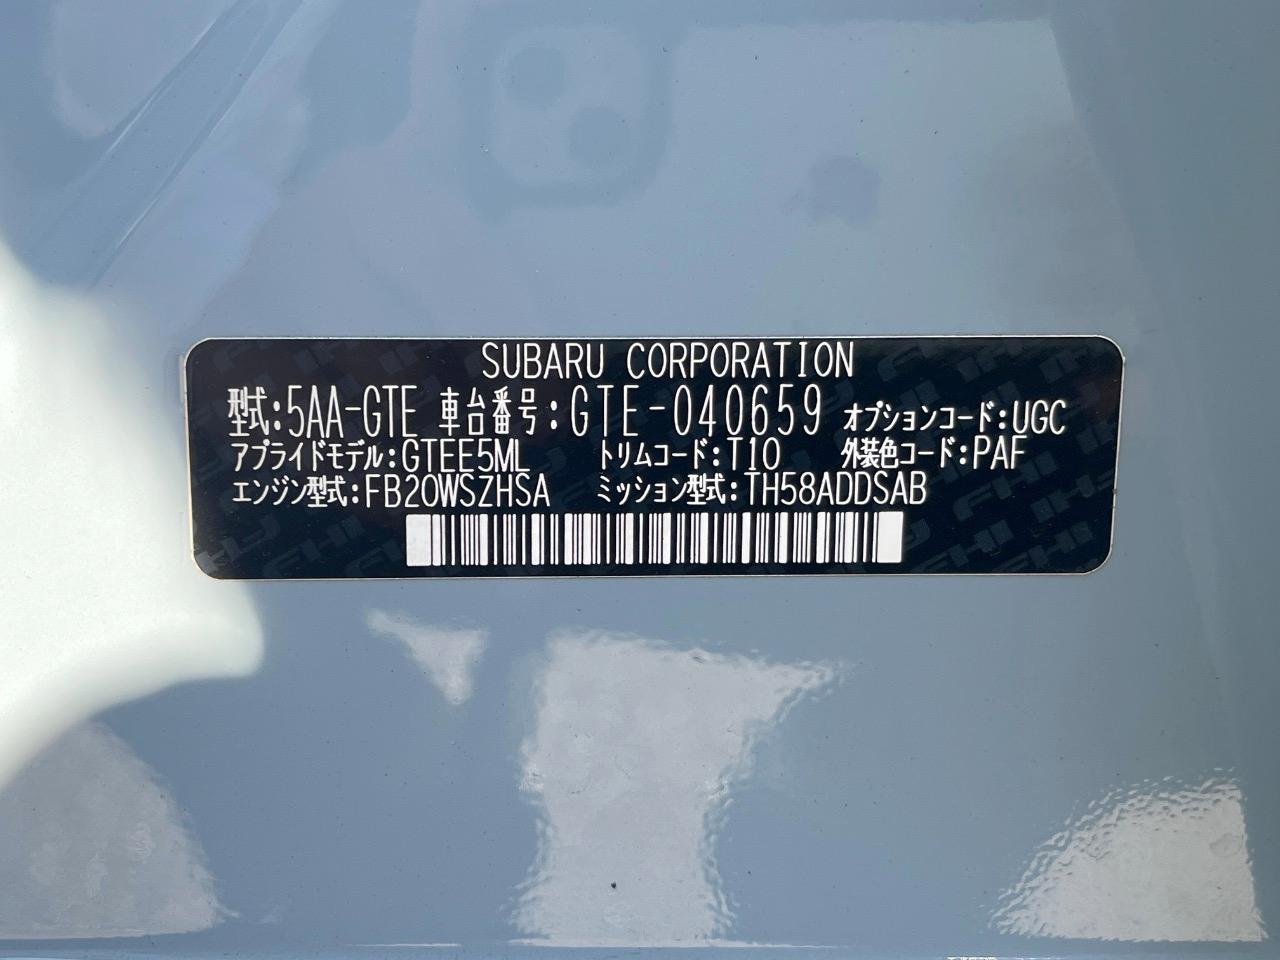 SUBARU CORPORATION
型式:5AA-GTE 車台番号:GTE-040659 オプションコード:UGC
アプライドモデル:GTEE5ML トリムコード:T10 外装色コード:PAF
エンジン型式:FB20WSZHSA ミッション型式:TH58ADDSAB